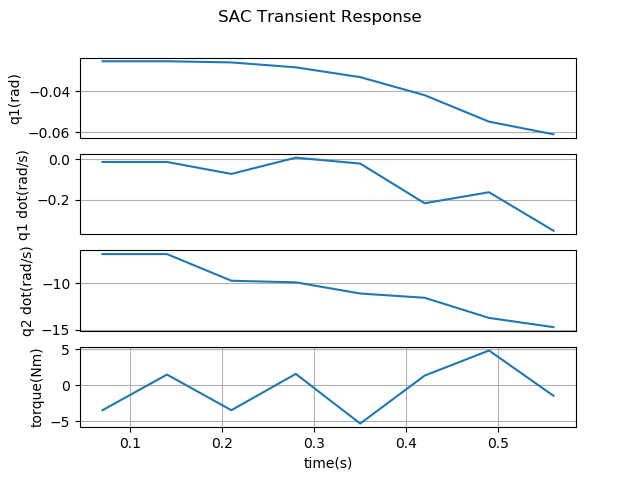 SAC Transient Response
q1(rad)
−0.04
−0.06
q1 dot(rad/s)
0.0
−0.2
q2 dot(rad/s)
−10
−15
torque(Nm)
5
0
−5
0.1 0.2 0.3 0.4 0.5
time(s)